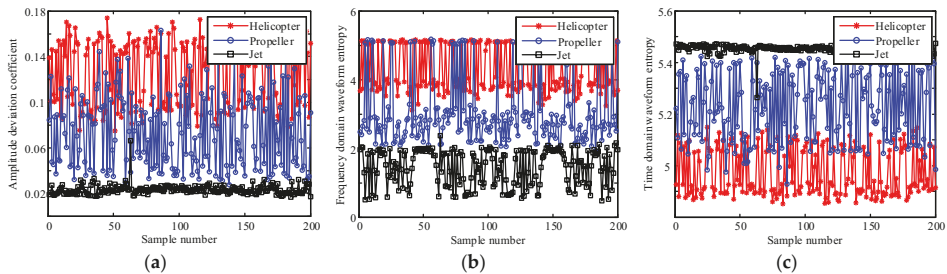 Amplitude deviation coefficient
0.18
0.14
0.1
0.06
0.02
Helicopter
Propeller
Jet
0 50 100 150 200
Sample number
(a)
Frequency domain waveform entropy
6
4
2
0
Helicopter
Propeller
Jet
0 50 100 150 200
Sample number
(b)
Time domain waveform entropy
5.6
5.4
5.2
5
4.8
Helicopter
Propeller
Jet
0 50 100 150 200
Sample number
(c)